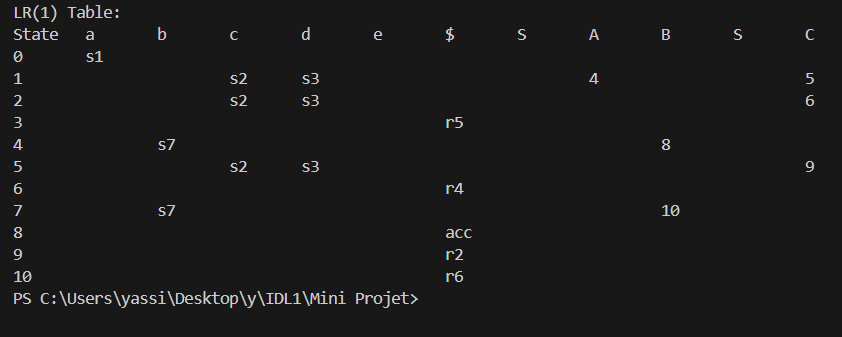 LR(1) Table:
State a b c d e $ S A B S C
0 s1
1 s2 s3 4 5
2 s2 s3 6
3 r5
4 s7 8
5 s2 s3 9
6 r4
7 s7 10
8 acc
9 r2
10 r6
PS C:\Users\yassi\Desktop\y\IDL1\Mini Projet>